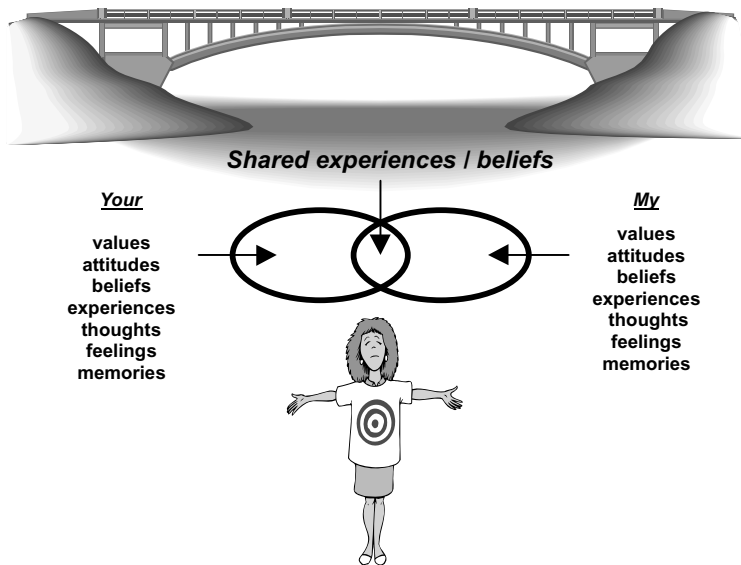 Shared experiences / beliefs
Your
values
attitudes
beliefs
experiences
thoughts
feelings
memories
My
values
attitudes
beliefs
experiences
thoughts
feelings
memories